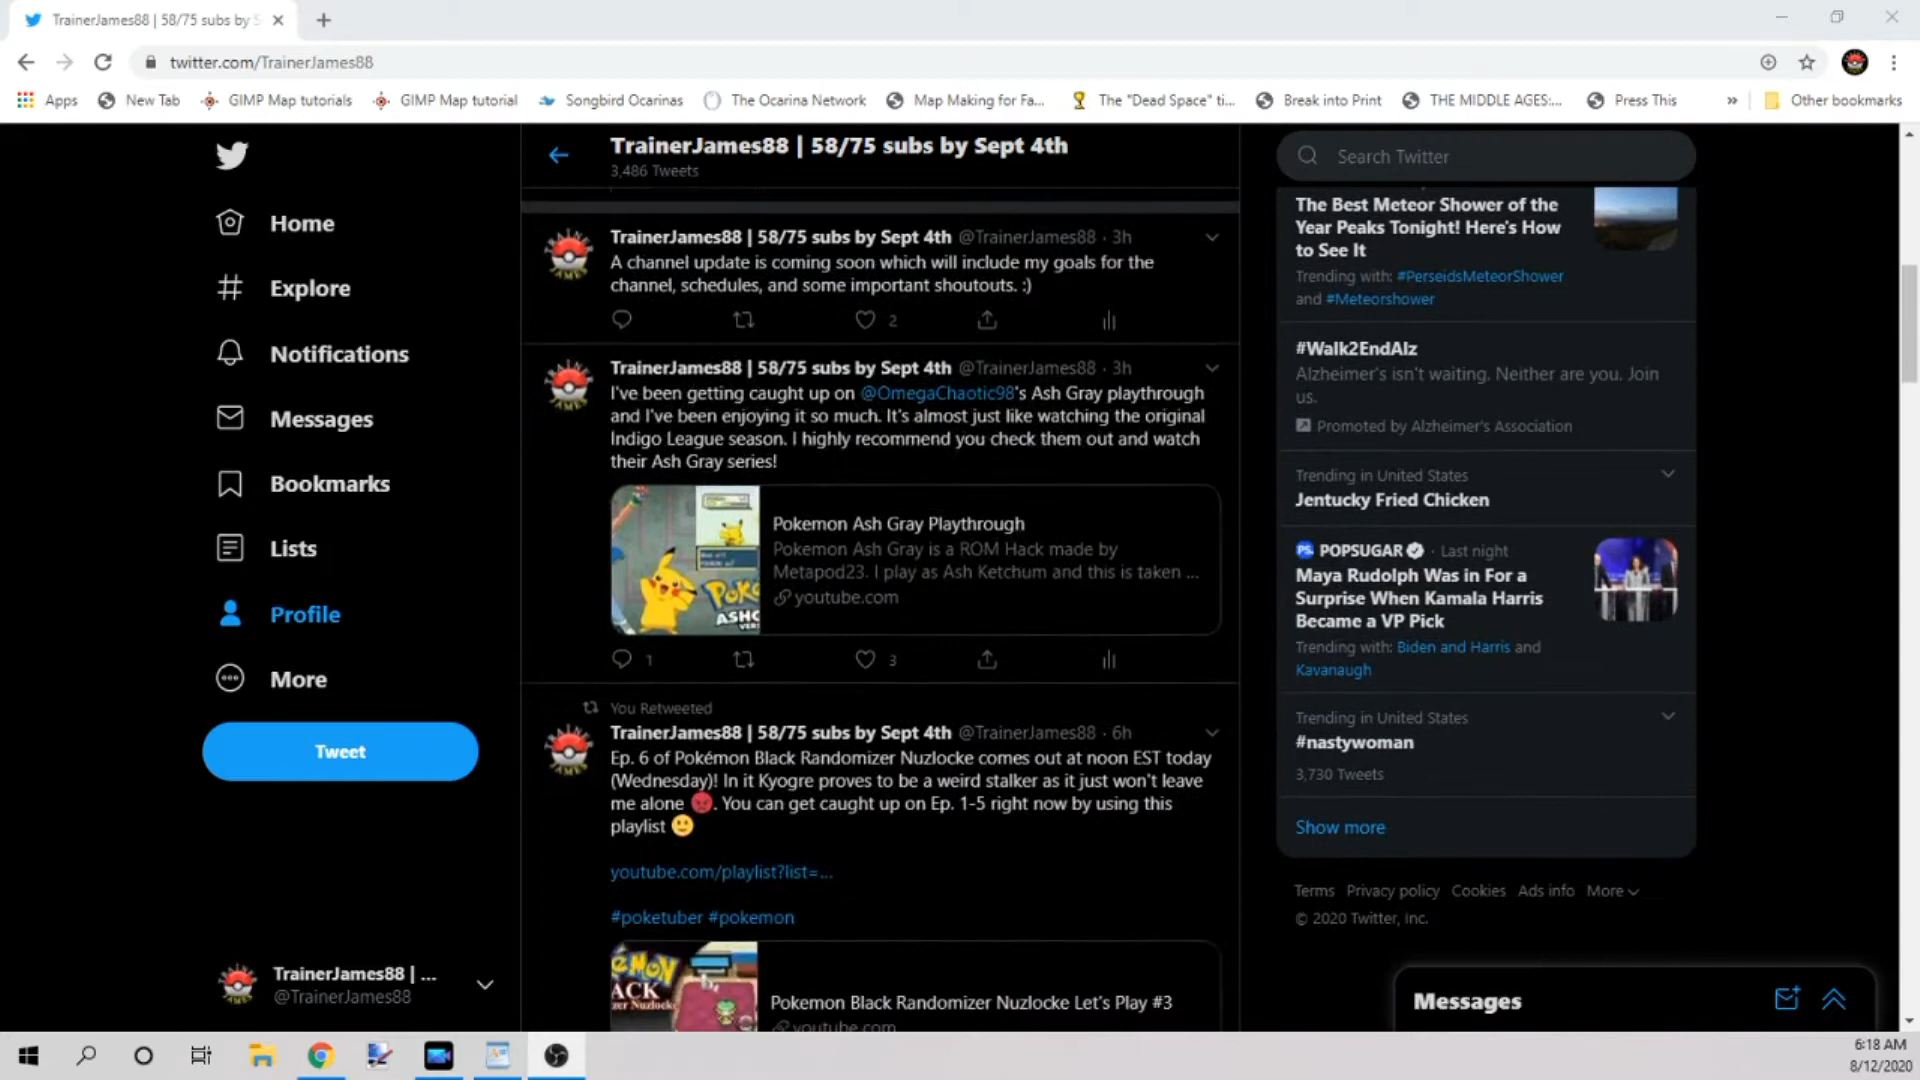 TrainerJames88 | 58/75 subs by S
twitter.com/TrainerJames88
Apps
New Tab
GIMP Map tutorials
GIMP Map tutorial
Songbird Ocarinas
The Ocarina Network
Map Making for Fa...
The "Dead Space" ti...
Break into Print
THE MIDDLE AGES:...
Press This
»
Other bookmarks
Home
Explore
Notifications
Messages
Bookmarks
Lists
Profile
More
Tweet
TrainerJames88 | ...
@TrainerJames88
TrainerJames88 | 58/75 subs by Sept 4th
3,486 Tweets
TrainerJames88 | 58/75 subs by Sept 4th @TrainerJames88 · 3h
A channel update is coming soon which will include my goals for the
channel, schedules, and some important shoutouts. :)
2
TrainerJames88 | 58/75 subs by Sept 4th @TrainerJames88 · 3h
I've been getting caught up on @OmegaChaotic98's Ash Gray playthrough
and I've been enjoying it so much. It's almost just like watching the original
Indigo League season. I highly recommend you check them out and watch
their Ash Gray series!
Pokemon Ash Gray Playthrough
Pokemon Ash Gray is a ROM Hack made by
Metapod23. I play as Ash Ketchum and this is taken ...
youtube.com
1
3
You Retweeted
TrainerJames88 | 58/75 subs by Sept 4th @TrainerJames88 · 6h
Ep. 6 of Pokémon Black Randomizer Nuzlocke comes out at noon EST today
(Wednesday)! In it Kyogre proves to be a weird stalker as it just won't leave
me alone 😡. You can get caught up on Ep. 1-5 right now by using this
playlist 🙂
youtube.com/playlist?list=...
#poketuber #pokemon
Pokemon Black Randomizer Nuzlocke Let's Play #3
youtube.com
Search Twitter
The Best Meteor Shower of the
Year Peaks Tonight! Here's How
to See It
Trending with: #PerseidsMeteorShower
and #Meteorshower
#Walk2EndAlz
Alzheimer's isn't waiting. Neither are you. Join
us.
Promoted by Alzheimer's Association
Trending in United States
Jentucky Fried Chicken
POPSUGAR · Last night
Maya Rudolph Was in For a
Surprise When Kamala Harris
Became a VP Pick
Trending with: Biden and Harris and
Kavanaugh
Trending in United States
#nastywoman
3,730 Tweets
Show more
Terms Privacy policy Cookies Ads info More
© 2020 Twitter, Inc.
Messages
6:18 AM
8/12/2020